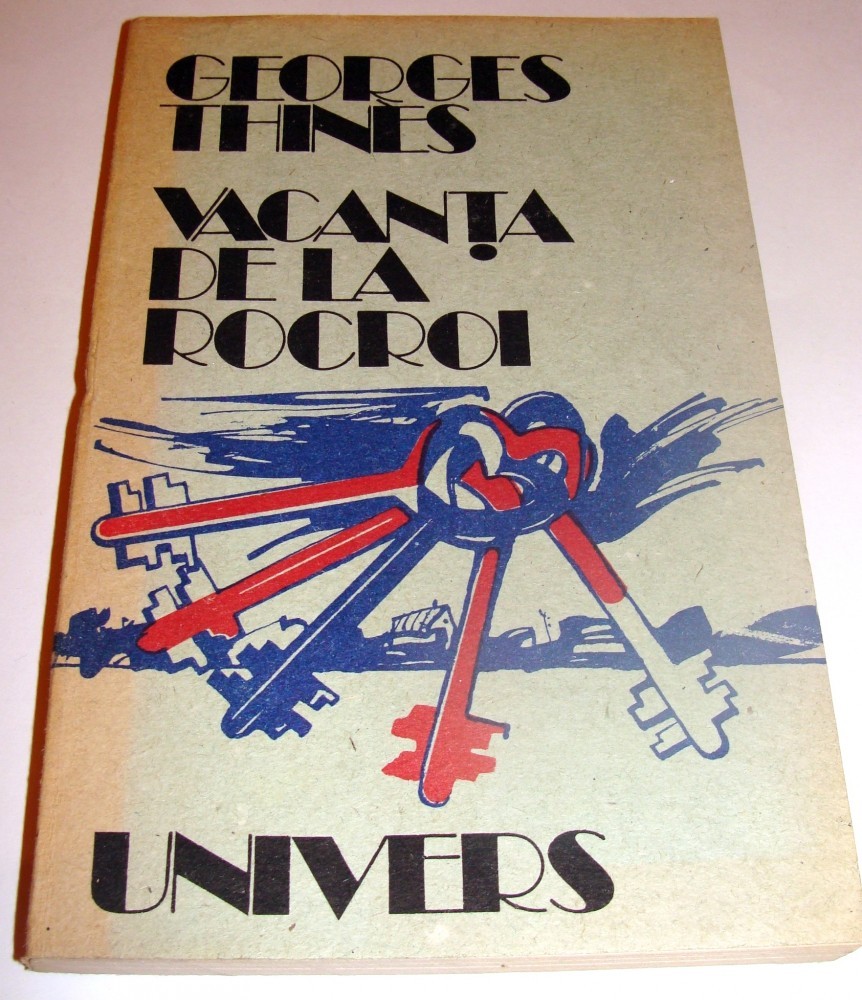 GEORGES
THINÈS
VACANȚA
DE LA
ROCROI
UNIVERS